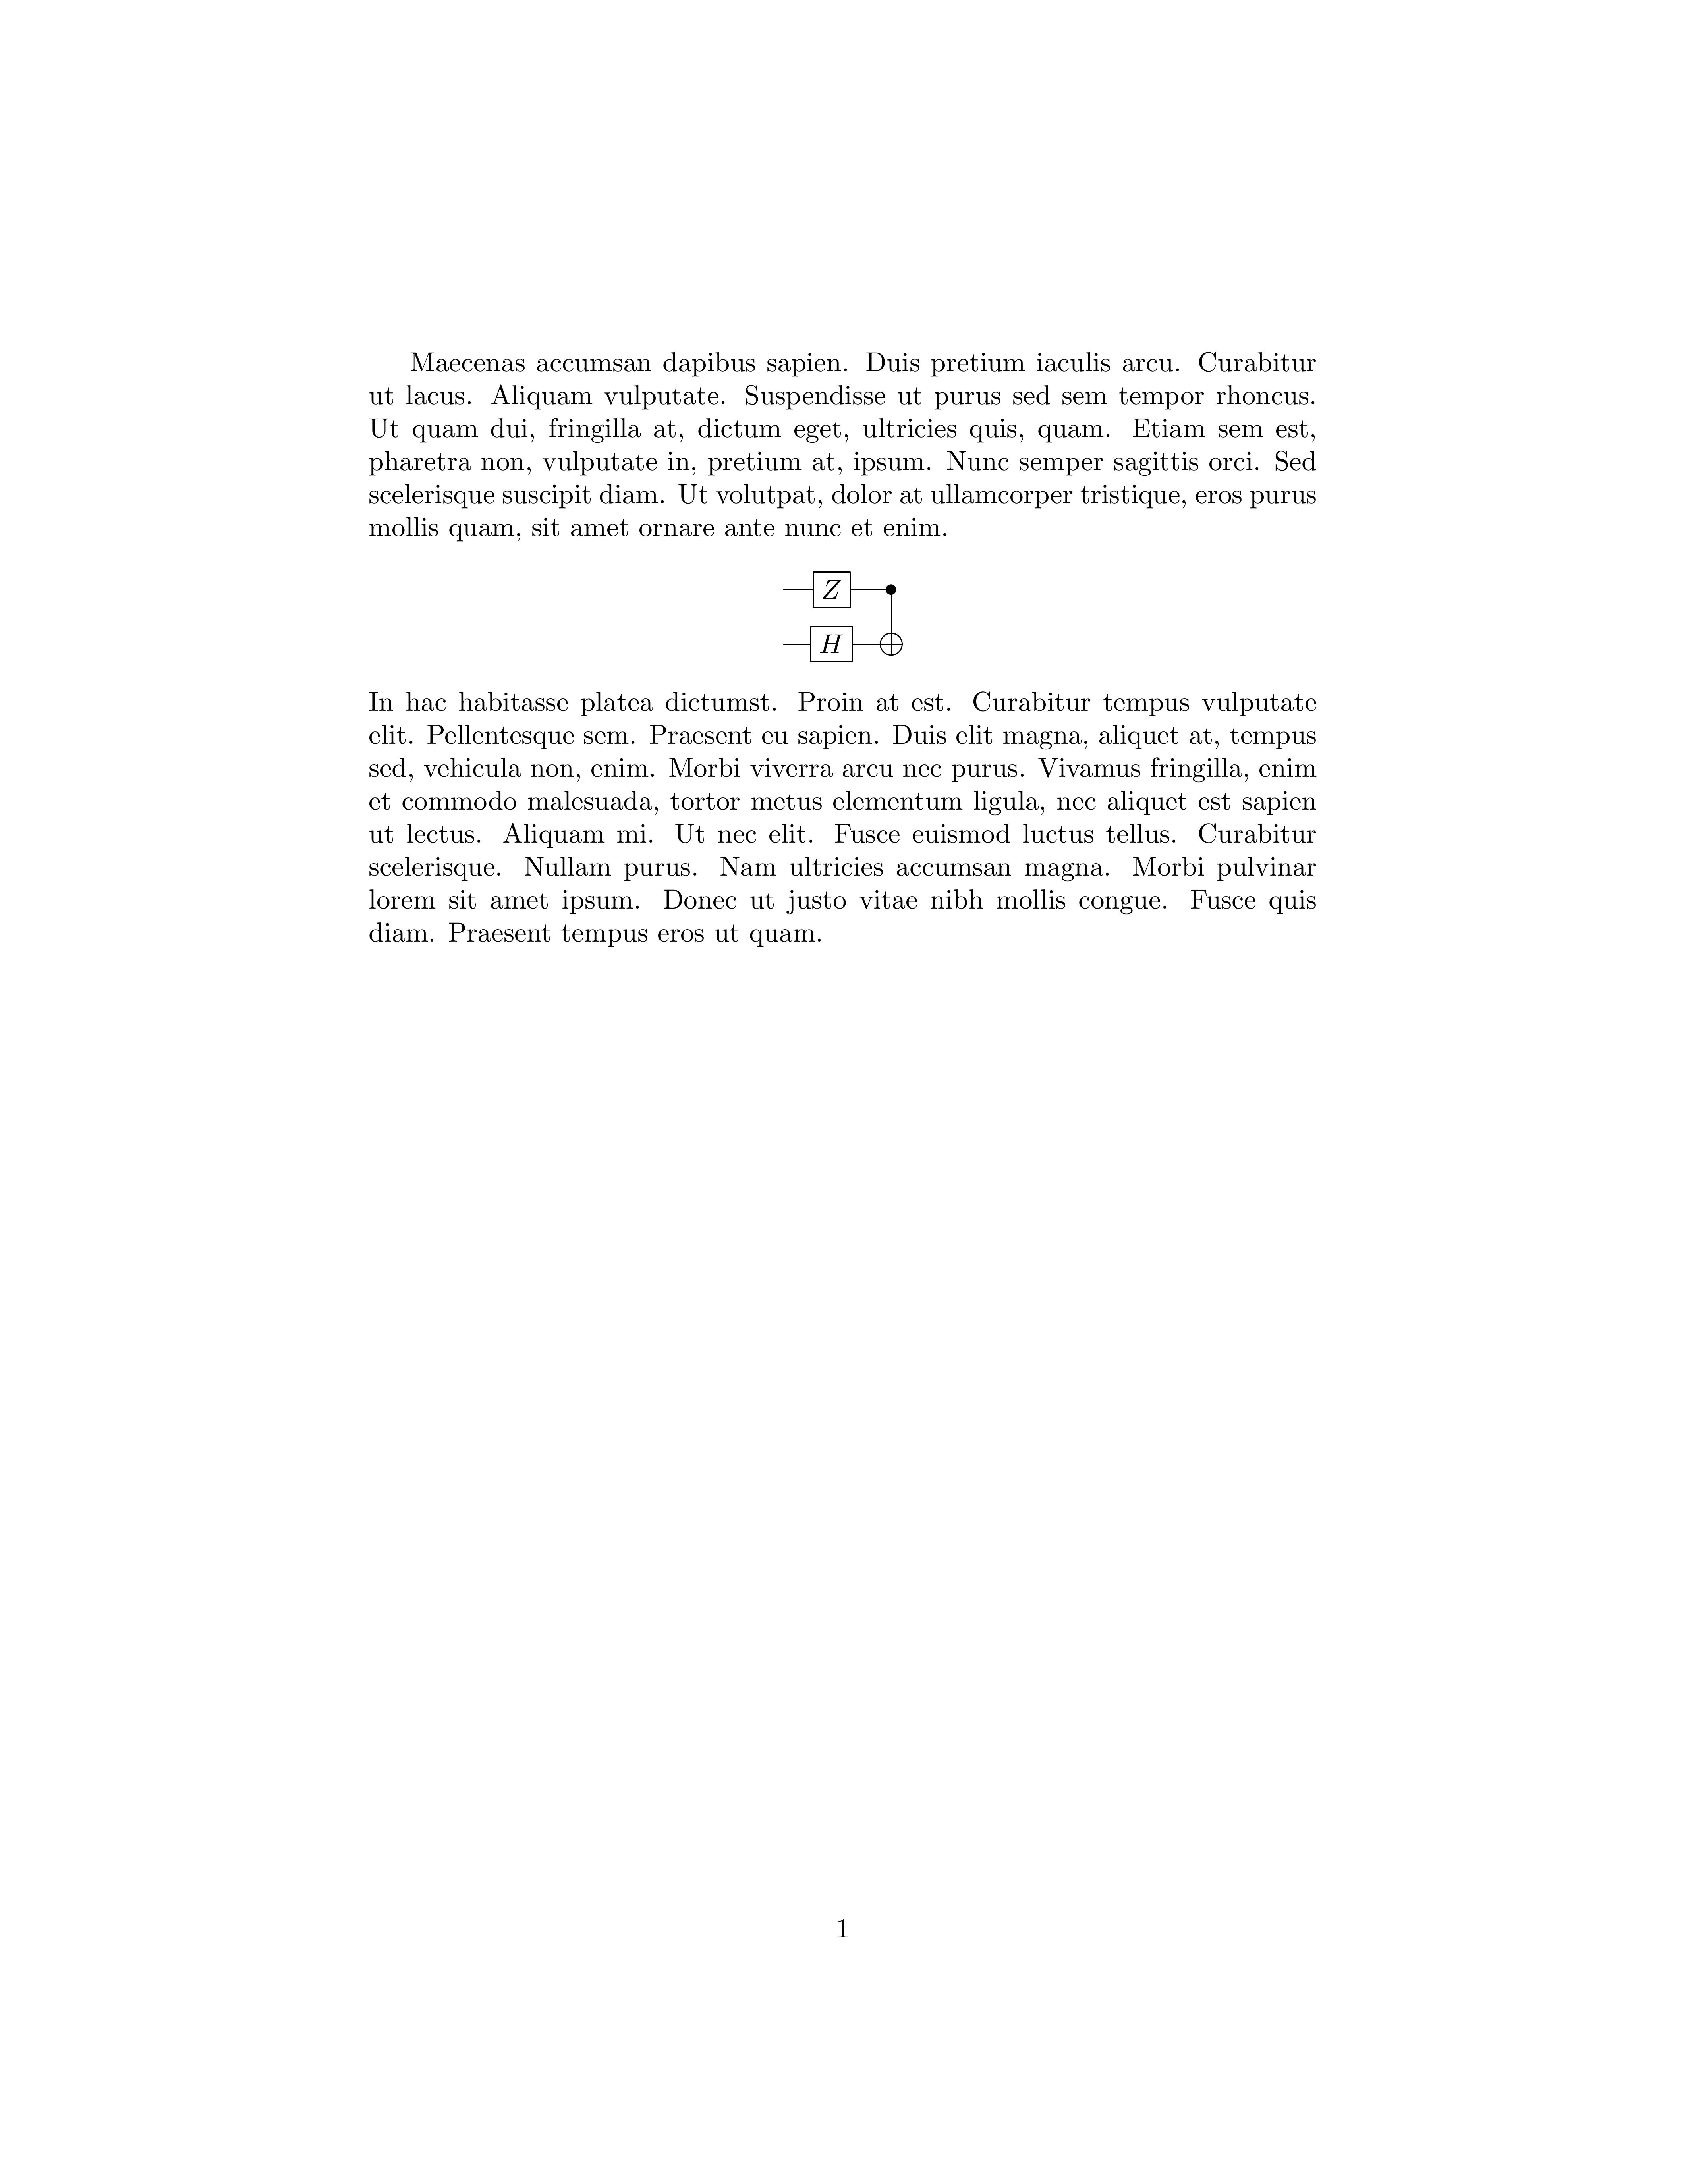 Maecenas accumsan dapibus sapien. Duis pretium iaculis arcu. Curabitur
ut lacus. Aliquam vulputate. Suspendisse ut purus sed sem tempor rhoncus.
Ut quam dui, fringilla at, dictum eget, ultricies quis, quam. Etiam sem est,
pharetra non, vulputate in, pretium at, ipsum. Nunc semper sagittis orci. Sed
scelerisque suscipit diam. Ut volutpat, dolor at ullamcorper tristique, eros purus
mollis quam, sit amet ornare ante nunc et enim.
Z
H
In hac habitasse platea dictumst. Proin at est. Curabitur tempus vulputate
elit. Pellentesque sem. Praesent eu sapien. Duis elit magna, aliquet at, tempus
sed, vehicula non, enim. Morbi viverra arcu nec purus. Vivamus fringilla, enim
et commodo malesuada, tortor metus elementum ligula, nec aliquet est sapien
ut lectus. Aliquam mi. Ut nec elit. Fusce euismod luctus tellus. Curabitur
scelerisque. Nullam purus. Nam ultricies accumsan magna. Morbi pulvinar
lorem sit amet ipsum. Donec ut justo vitae nibh mollis congue. Fusce quis
diam. Praesent tempus eros ut quam.
1